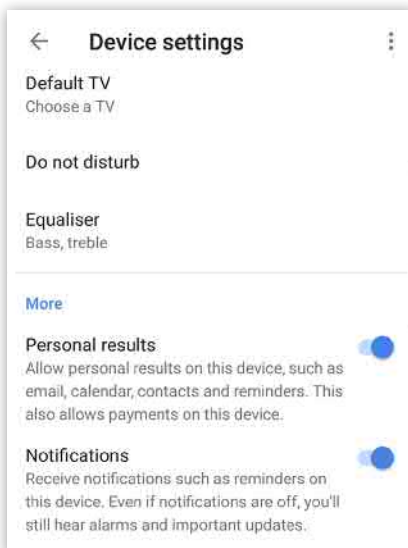 Device settings
Default TV
Choose a TV
Do not disturb
Equaliser
Bass, treble
More
Personal results
Allow personal results on this device, such as
email, calendar, contacts and reminders. This
also allows payments on this device.
Notifications
Receive notifications such as reminders on
this device. Even if notifications are off, you'll
still hear alarms and important updates.